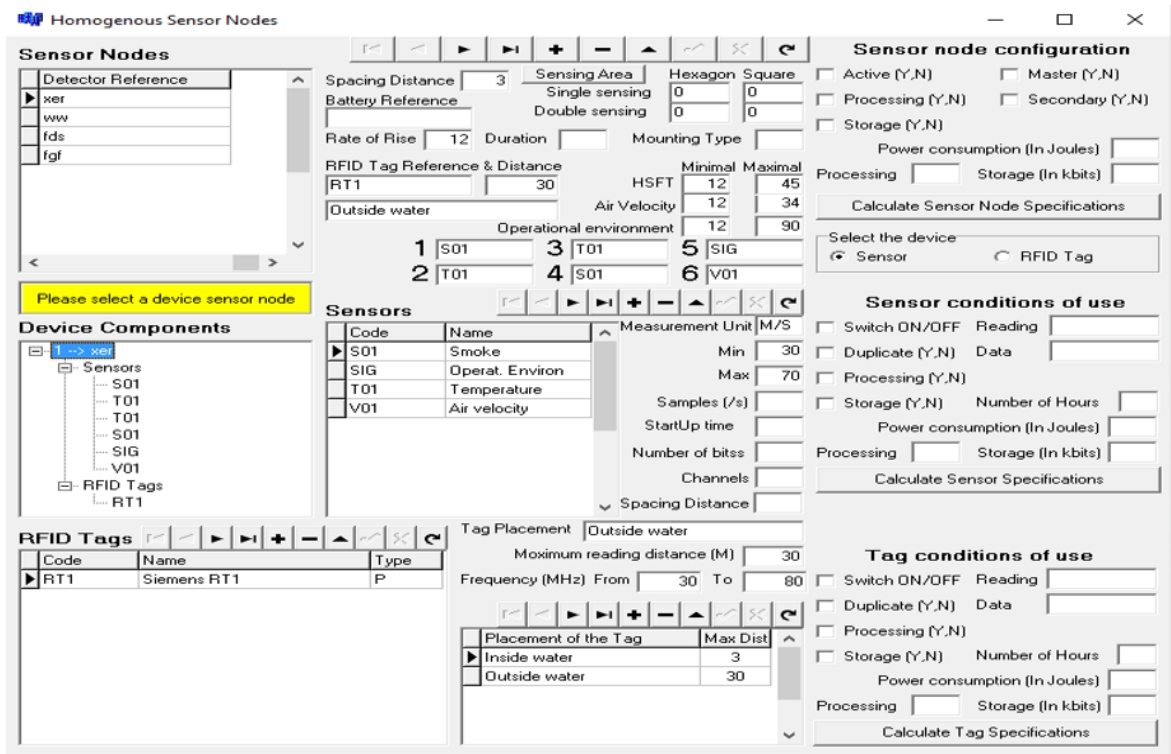 Homogenous Sensor Nodes
Sensor Nodes
Detector Reference
xer
ww
fds
fgf
Please select a device sensor node
Device Components
1 --> xer
Sensors
S01
T01
T01
S01
SIG
V01
RFID Tags
RT1
Spacing Distance 3 Sensing Area Hexagon Square
Single sensing 0 0
Battery Reference
Double sensing 0 0
Rate of Rise 12 Duration Mounting Type
RFID Tag Reference & Distance Minimal Maximal
RT1 30 HSFT 12 45
Outside water Air Velocity 12 34
Operational environment 12 90
1 S01 3 T01 5 SIG
2 T01 4 S01 6 V01
Sensors
Code Name
S01 Smoke
SIG Operat. Environ
T01 Temperature
V01 Air velocity
Measurement Unit M/S
Min 30
Max 70
Samples (/s)
StartUp time
Number of bitss
Channels
Spacing Distance
RFID Tags
Code Name Type
RT1 Siemens RT1 P
Tag Placement Outside water
Moximum reading distance (M) 30
Frequency (MHz) From 30 To 80
Placement of the Tag Max Dist
Inside water 3
Outside water 30
Sensor node configuration
Active (Y,N) Master (Y,N)
Processing (Y,N) Secondary (Y,N)
Storage (Y,N)
Power consumption (In Joules)
Processing Storage (In kbits)
Calculate Sensor Node Specifications
Select the device
Sensor RFID Tag
Sensor conditions of use
Switch ON/OFF Reading
Duplicate (Y,N) Data
Processing (Y,N)
Storage (Y,N) Number of Hours
Power consumption (In Joules)
Processing Storage (In kbits)
Calculate Sensor Specifications
Tag conditions of use
Switch ON/OFF Reading
Duplicate (Y,N) Data
Processing (Y,N)
Storage (Y,N) Number of Hours
Power consumption (In Joules)
Processing Storage (In kbits)
Calculate Tag Specifications